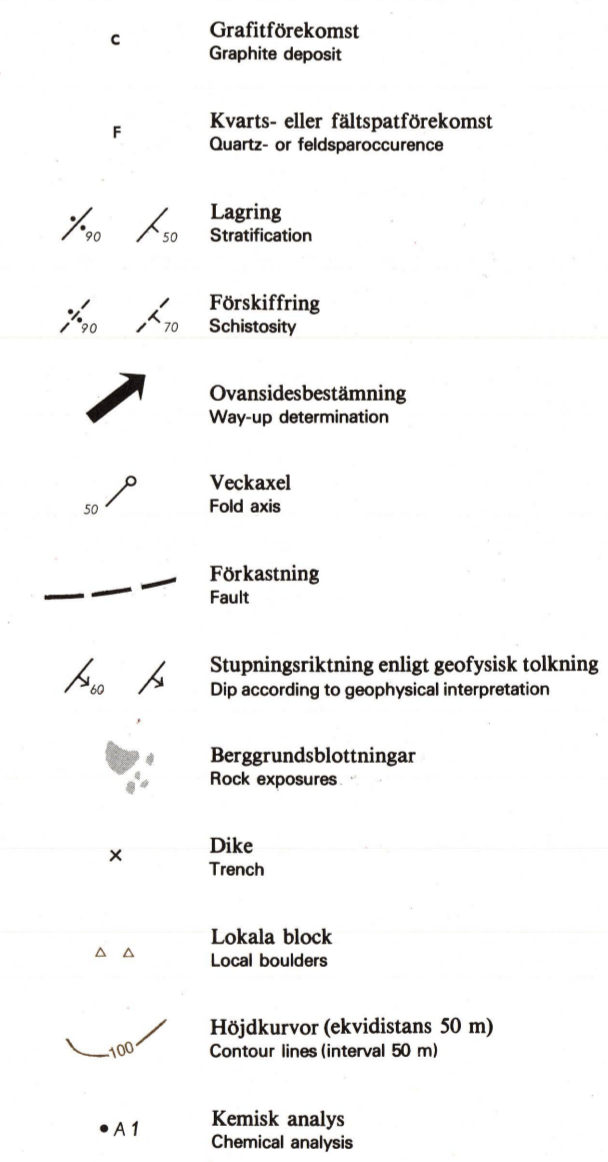 C
Grafitförekomst
Graphite deposit
F
Kvarts- eller fältspatförekomst
Quartz- or feldsparoccurence
90
50
Lagring
Stratification
90
70
Förskiffring
Schistosity
Ovansidesbestämning
Way-up determination
50
Veckaxel
Fold axis
Förkastning
Fault
60
Stupningsriktning enligt geofysisk tolkning
Dip according to geophysical interpretation
Berggrundsblottningar
Rock exposures
x
Dike
Trench
Lokala block
Local boulders
100
Höjdkurvor (ekvidistans 50 m)
Contour lines (interval 50 m)
• A 1
Kemisk analys
Chemical analysis